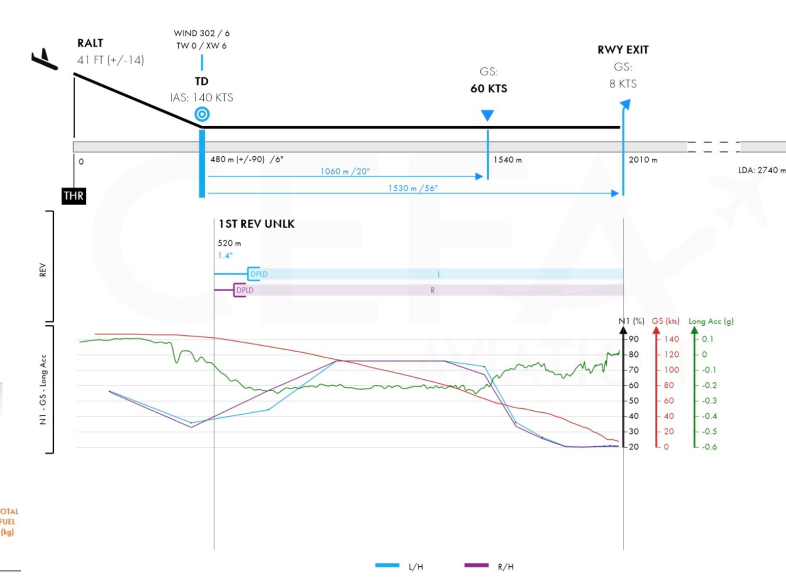 WIND 302 / 6
TW 0 / XW 6
RALT
41 FT (+/-14)
TD
IAS: 140 KTS
GS:
60 KTS
RWY EXIT
GS:
8 KTS
0
480 m (+/-90) /6"
1540 m
2010 m
LDA: 2740 m
1060 m /20"
1530 m /56"
THR
1ST REV UNLK
520 m
1.4"
REV
DPLD
L
DPLD
R
N1 (%) GS (kts) Long Acc (g)
90 140 0.1
80 120 0
70 100 -0.1
60 80 -0.2
50 60 -0.3
40 40 -0.4
30 20 -0.5
20 0 -0.6
N1 - GS - Long Acc
OTAL
FUEL
(kg)
L/H
R/H
CEFA